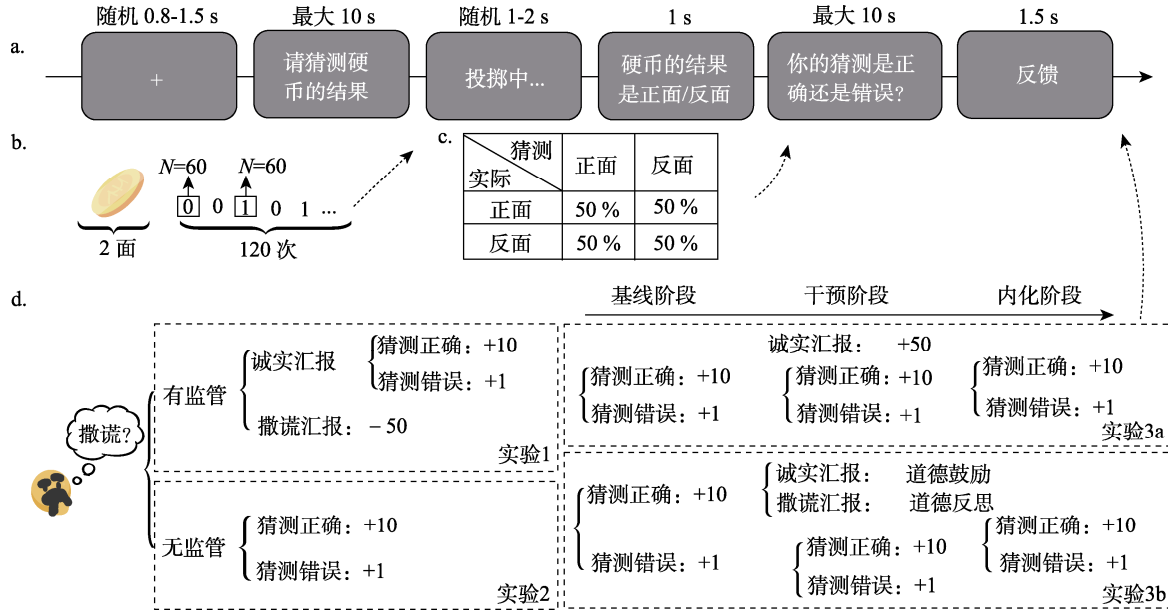 随机 0.8-1.5 s
最大 10 s
随机 1-2 s
1 s
最大 10 s
1.5 s
a.
+
请猜测硬
币的结果
投掷中...
硬币的结果
是正面/反面
你的猜测是正
确还是错误?
反馈
b.
N=60
N=60
0 0 1 0 1 ...
2 面
120 次
c.
猜测
实际
正面
反面
正面
50 %
50 %
反面
50 %
50 %
d.
撒谎?
有监管
诚实汇报
猜测正确: +10
猜测错误: +1
撒谎汇报: − 50
实验1
无监管
猜测正确: +10
猜测错误: +1
实验2
基线阶段
干预阶段
内化阶段
诚实汇报: +50
猜测正确: +10
猜测错误: +1
猜测正确: +10
猜测错误: +1
猜测正确: +10
猜测错误: +1
实验3a
猜测正确: +10
猜测错误: +1
诚实汇报: 道德鼓励
撒谎汇报: 道德反思
猜测正确: +10
猜测错误: +1
猜测正确: +10
猜测错误: +1
实验3b